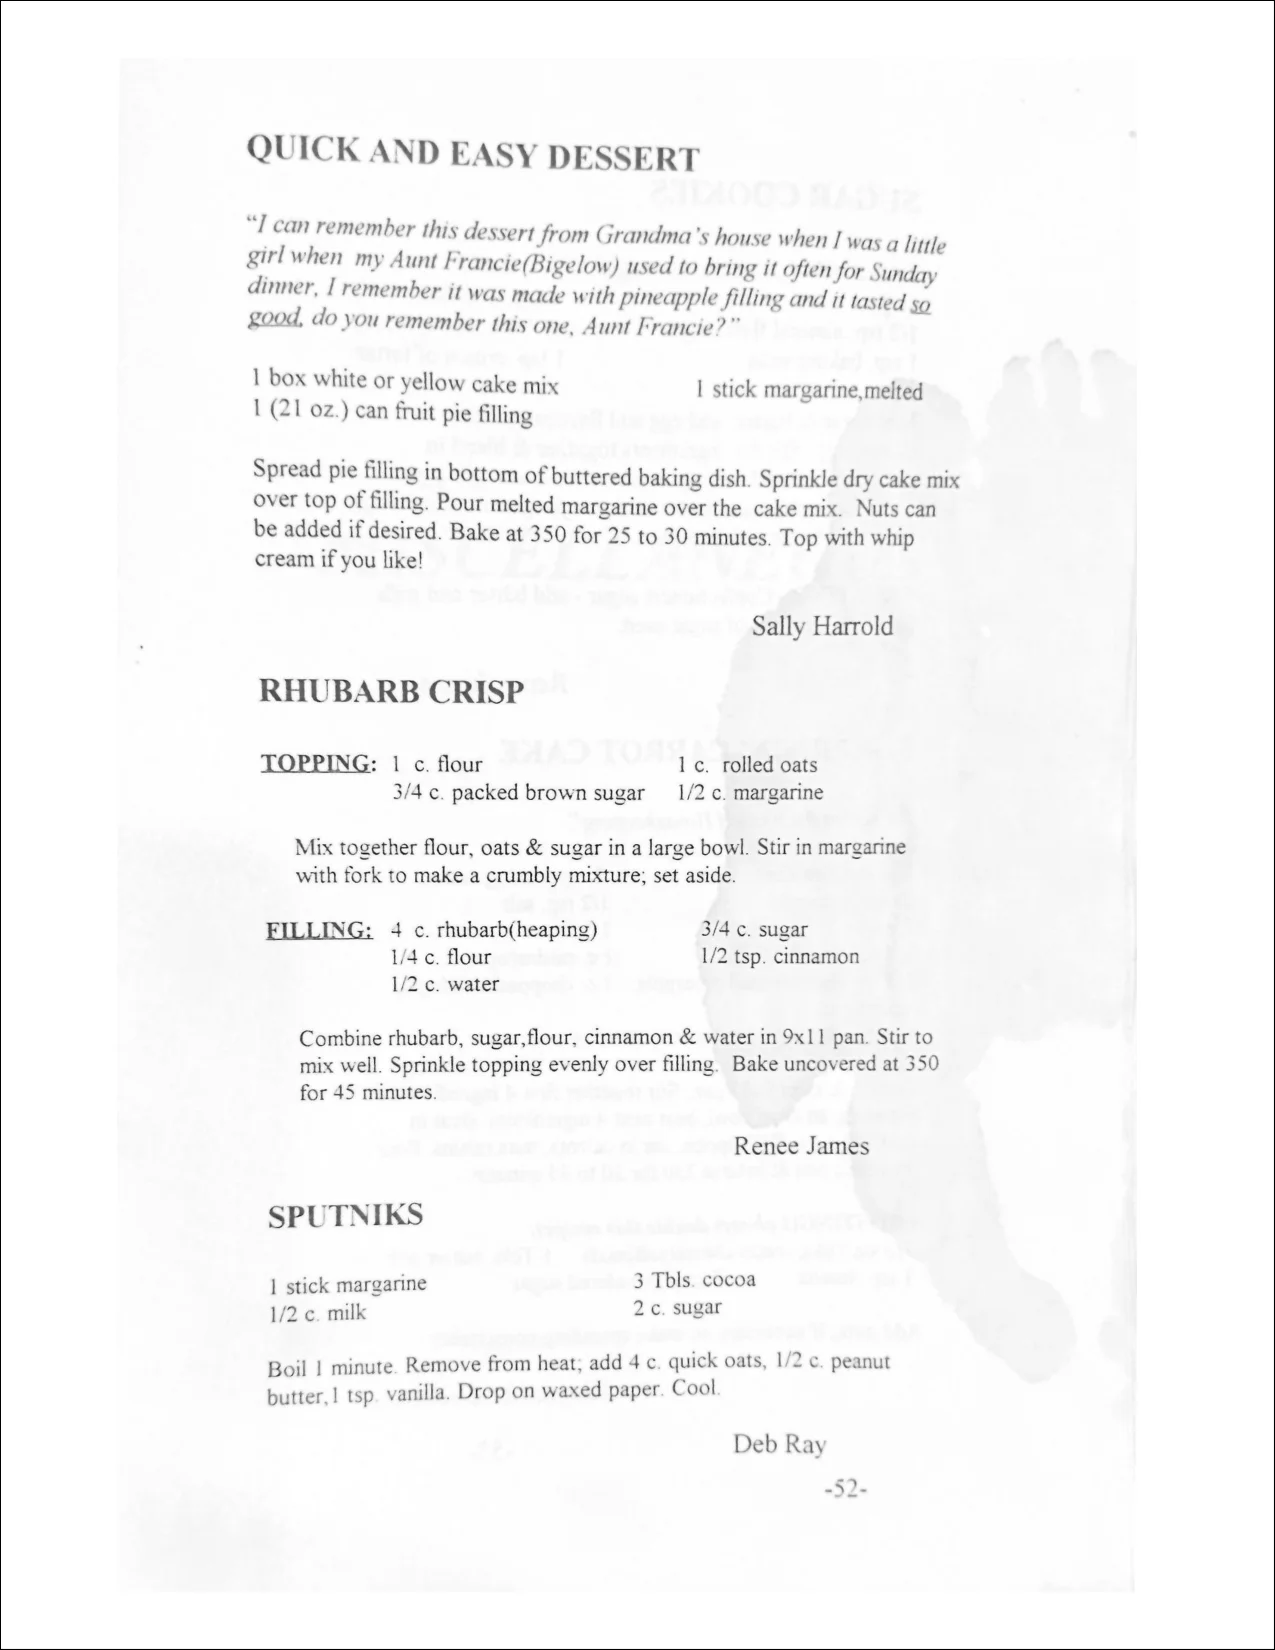 QUICK AND EASY DESSERT
"I can remember this dessert from Grandma's house when I was a little
girl when my Aunt Francie(Bigelow) used to bring it often for Sunday
dinner, I remember it was made with pineapple filling and it tasted so
good, do you remember this one, Aunt Francie?"
1 box white or yellow cake mix 1 stick margarine,melted
1 (21 oz.) can fruit pie filling
Spread pie filling in bottom of buttered baking dish. Sprinkle dry cake mix
over top of filling. Pour melted margarine over the cake mix. Nuts can
be added if desired. Bake at 350 for 25 to 30 minutes. Top with whip
cream if you like!
Sally Harrold
RHUBARB CRISP
TOPPING: 1 c. flour 1 c. rolled oats
3/4 c. packed brown sugar 1/2 c. margarine
Mix together flour, oats & sugar in a large bowl. Stir in margarine
with fork to make a crumbly mixture; set aside.
FILLING: 4 c. rhubarb(heaping) 3/4 c. sugar
1/4 c. flour 1/2 tsp. cinnamon
1/2 c. water
Combine rhubarb, sugar,flour, cinnamon & water in 9x11 pan. Stir to
mix well. Sprinkle topping evenly over filling. Bake uncovered at 350
for 45 minutes.
Renee James
SPUTNIKS
1 stick margarine 3 Tbls. cocoa
1/2 c. milk 2 c. sugar
Boil 1 minute. Remove from heat; add 4 c. quick oats, 1/2 c. peanut
butter,1 tsp. vanilla. Drop on waxed paper. Cool.
Deb Ray
-52-